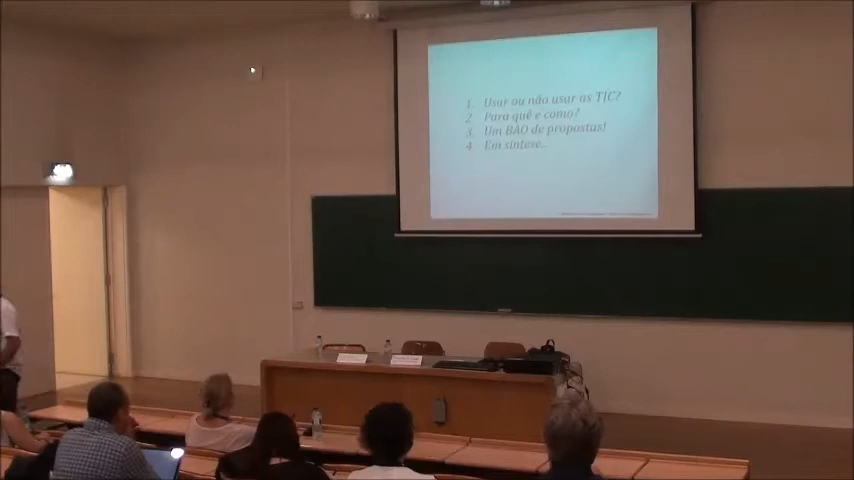 1. Usar ou não usar as TIC?
2 Para quê e como?
3. Um BAO de propostas!
4 Em síntese...